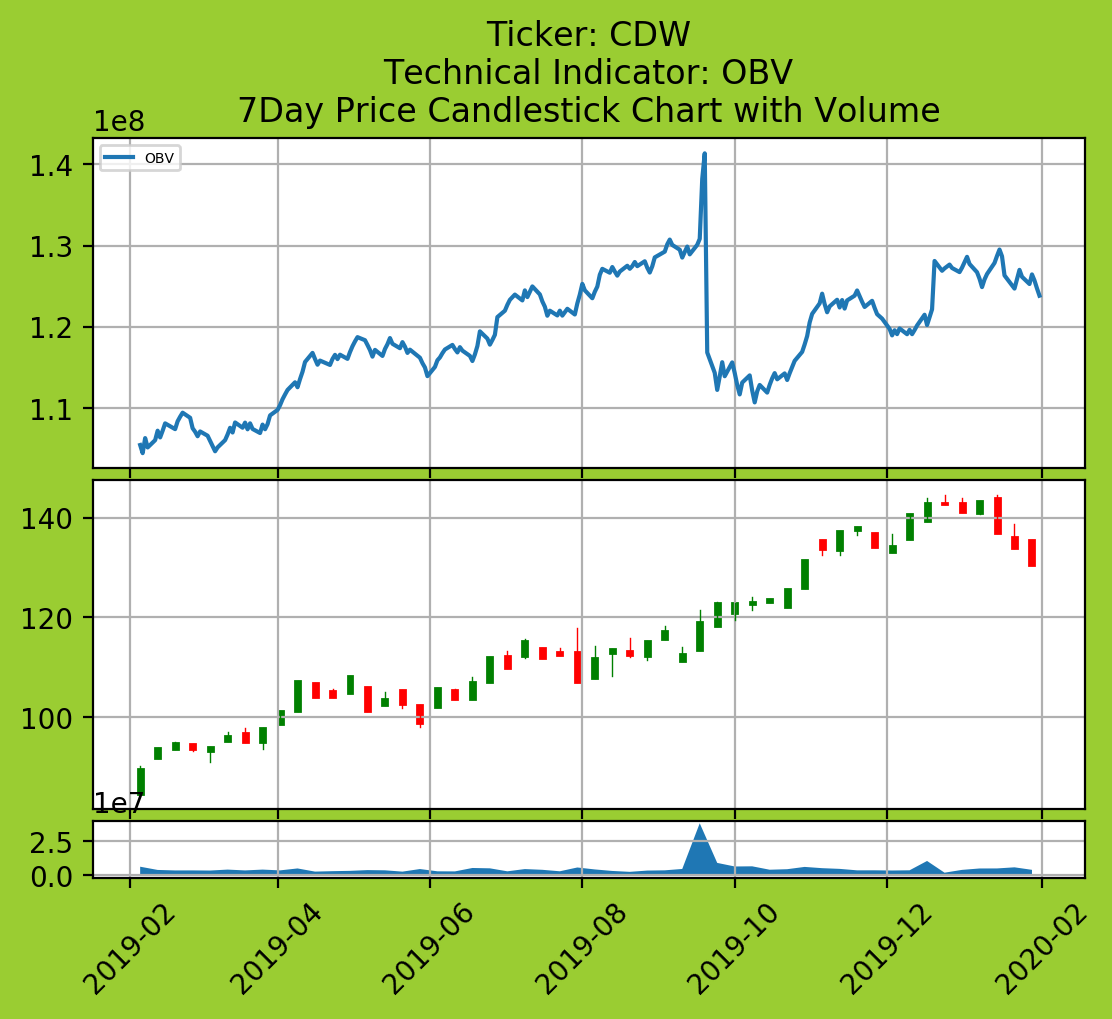 Ticker: CDW
Technical Indicator: OBV
7Day Price Candlestick Chart with Volume
1e8
OBV
1.4
1.3
1.2
1.1
140
120
100
1e7
2.5
0.0
2019-02
2019-04
2019-06
2019-08
2019-10
2019-12
2020-02